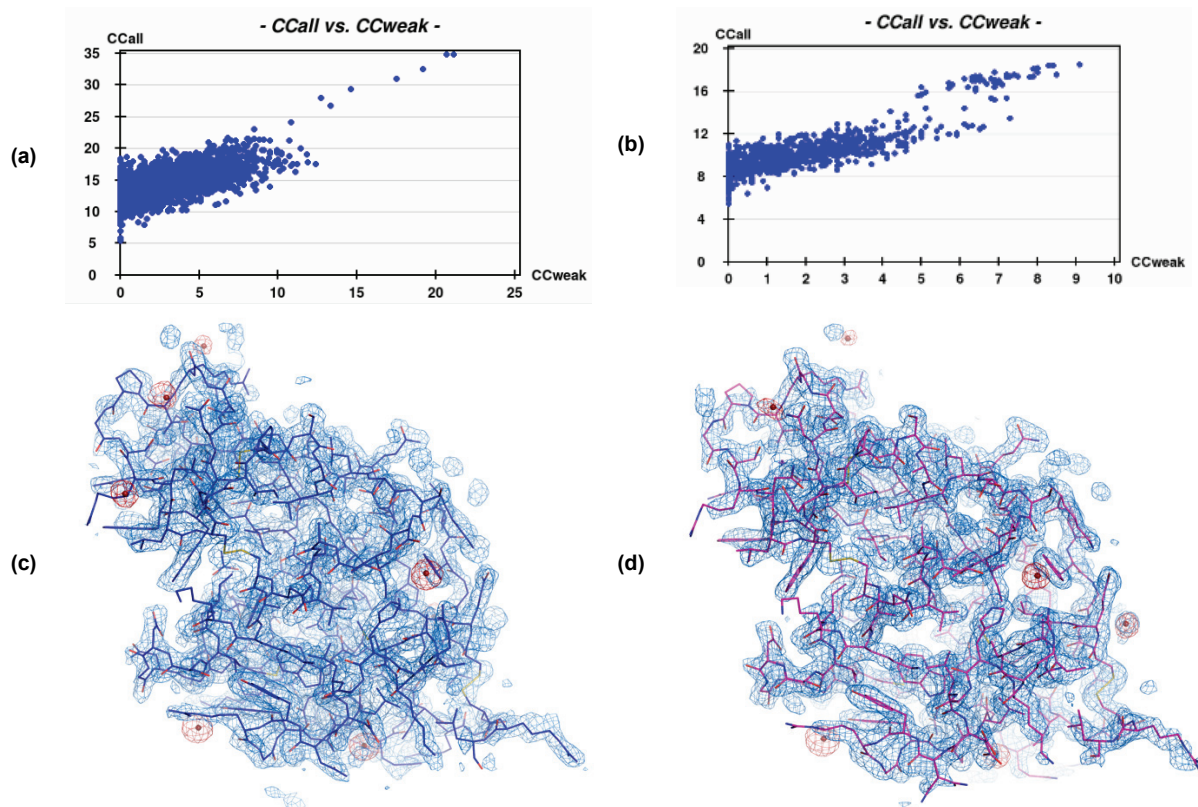 - CCall vs. CCweak -
CCall
35
30
25
20
15
10
5
0
0 5 10 15 20 25
CCweak
(a)
- CCall vs. CCweak -
CCall
20
16
12
8
4
0
0 1 2 3 4 5 6 7 8 9 10
CCweak
(b)
(c)
(d)